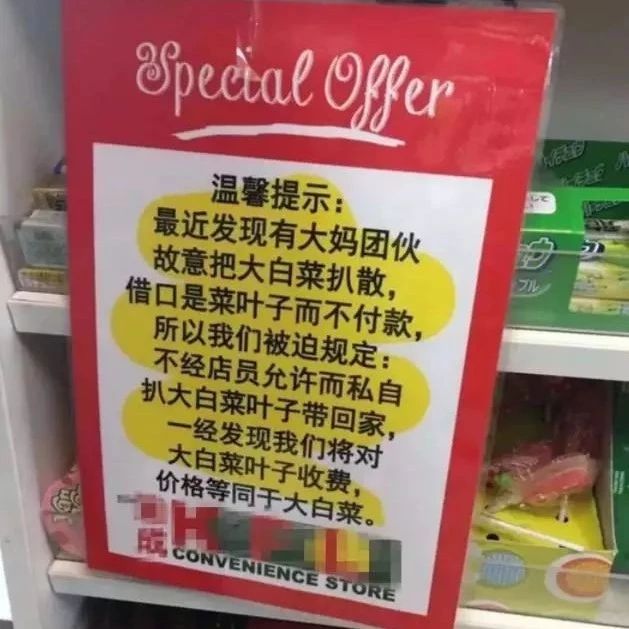 Special Offer
温馨提示：
最近发现有大妈团伙
故意把大白菜扒散，
借口是菜叶子而不付款，
所以我们被迫规定：
不经店员允许而私自
扒大白菜叶子带回家，
一经发现我们将对
大白菜叶子收费，
价格等同于大白菜。
CONVENIENCE STORE